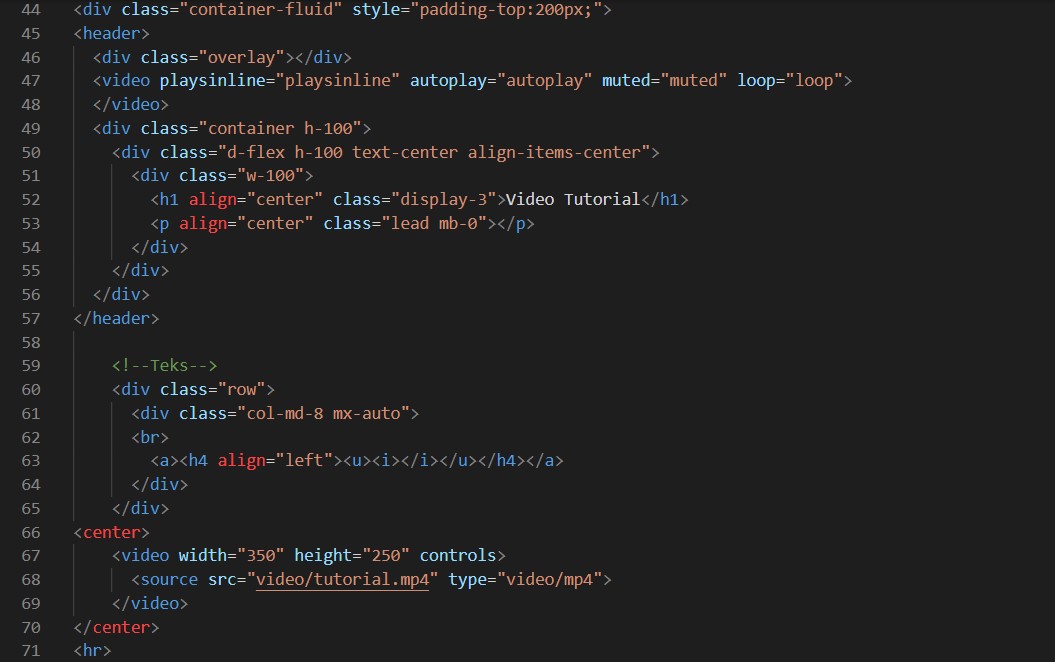 44 <div class="container-fluid" style="padding-top:200px;">
45 <header>
46 <div class="overlay"></div>
47 <video playsinline="playsinline" autoplay="autoplay" muted="muted" loop="loop">
48 </video>
49 <div class="container h-100">
50 <div class="d-flex h-100 text-center align-items-center">
51 <div class="w-100">
52 <h1 align="center" class="display-3">Video Tutorial</h1>
53 <p align="center" class="lead mb-0"></p>
54 </div>
55 </div>
56 </div>
57 </header>
58
59 <!--Teks-->
60 <div class="row">
61 <div class="col-md-8 mx-auto">
62 <br>
63 <a><h4 align="left"><u><i></i></u></h4></a>
64 </div>
65 </div>
66 <center>
67 <video width="350" height="250" controls>
68 <source src="video/tutorial.mp4" type="video/mp4">
69 </video>
70 </center>
71 <hr>